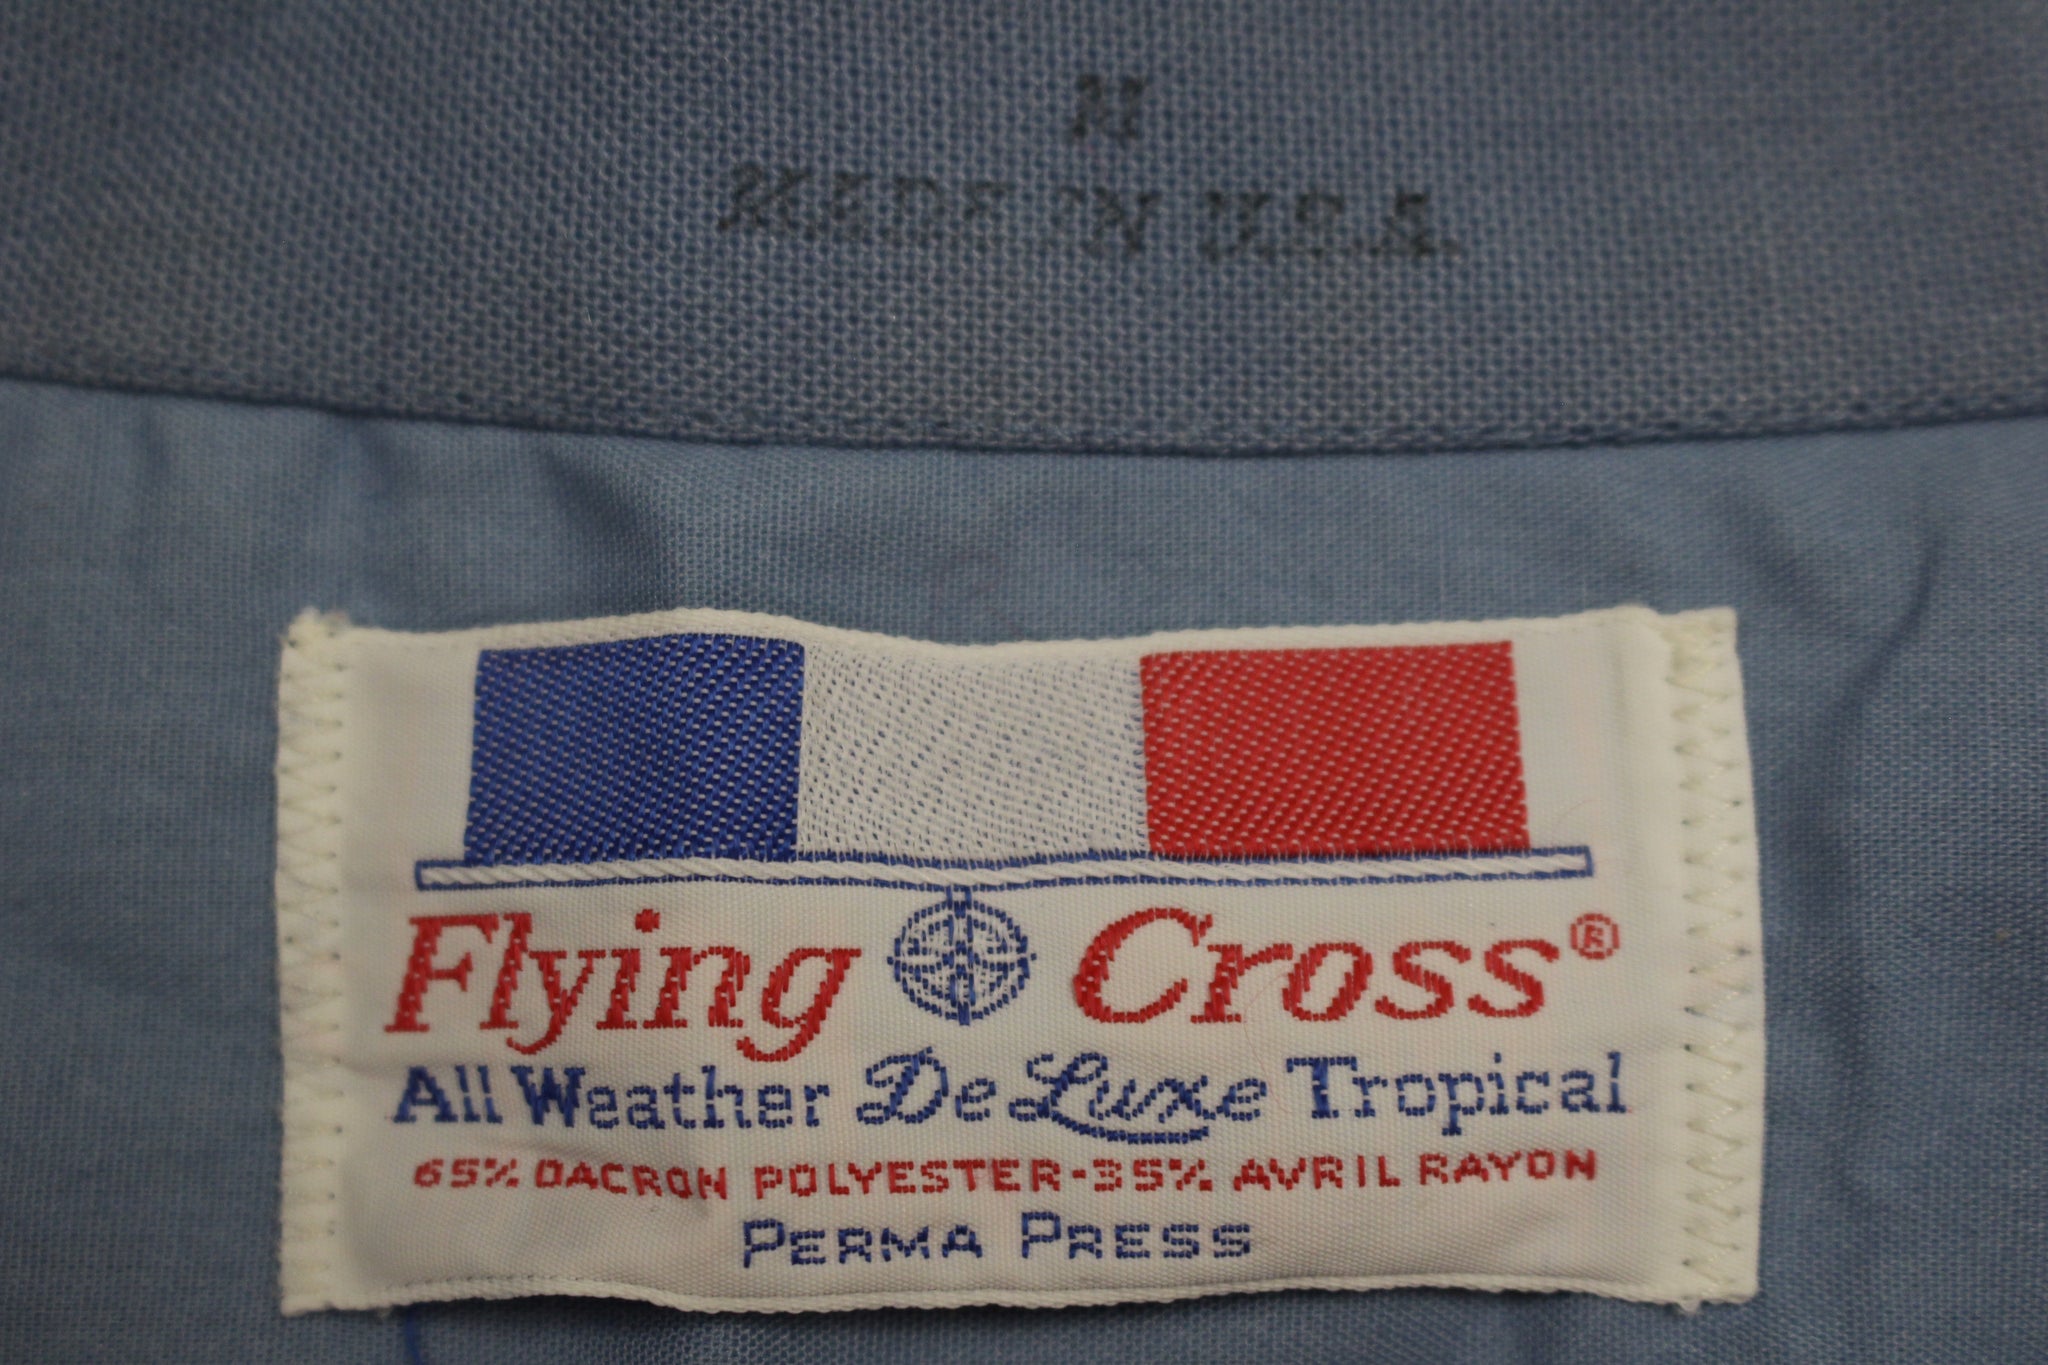 M
MADE IN U.S.A.
Flying Cross®
All Weather De Luxe Tropical
65% DACRON POLYESTER-35% AVRIL RAYON
PERMA PRESS